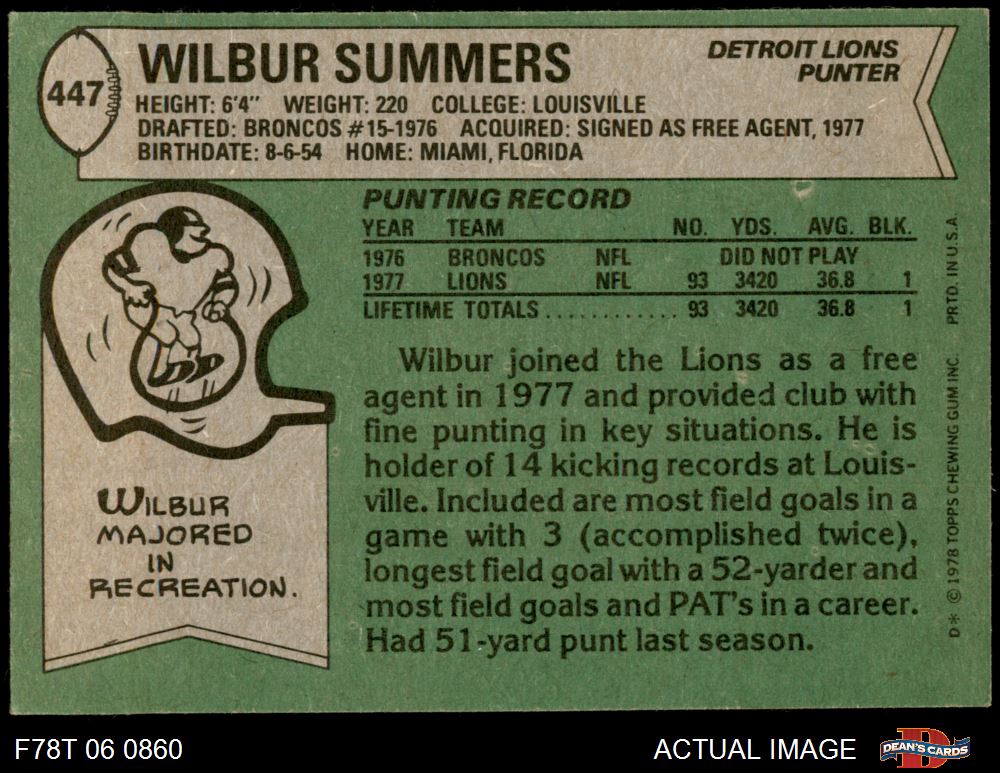 447
WILBUR SUMMERS
DETROIT LIONS
PUNTER
HEIGHT: 6'4" WEIGHT: 220 COLLEGE: LOUISVILLE
DRAFTED: BRONCOS #15-1976 ACQUIRED: SIGNED AS FREE AGENT, 1977
BIRTHDATE: 8-6-54 HOME: MIAMI, FLORIDA
PUNTING RECORD
YEAR TEAM NO. YDS. AVG. BLK.
1976 BRONCOS NFL DID NOT PLAY
1977 LIONS NFL 93 3420 36.8 1
LIFETIME TOTALS............ 93 3420 36.8 1
Wilbur joined the Lions as a free
agent in 1977 and provided club with
fine punting in key situations. He is
holder of 14 kicking records at Louis-
ville. Included are most field goals in a
game with 3 (accomplished twice),
longest field goal with a 52-yarder and
most field goals and PAT's in a career.
Had 51-yard punt last season.
WILBUR
MAJORED
IN
RECREATION.
D* © 1978 TOPPS CHEWING GUM INC. PRTD. IN U.S.A.
F78T 06 0860
ACTUAL IMAGE
D
DEAN'S CARDS